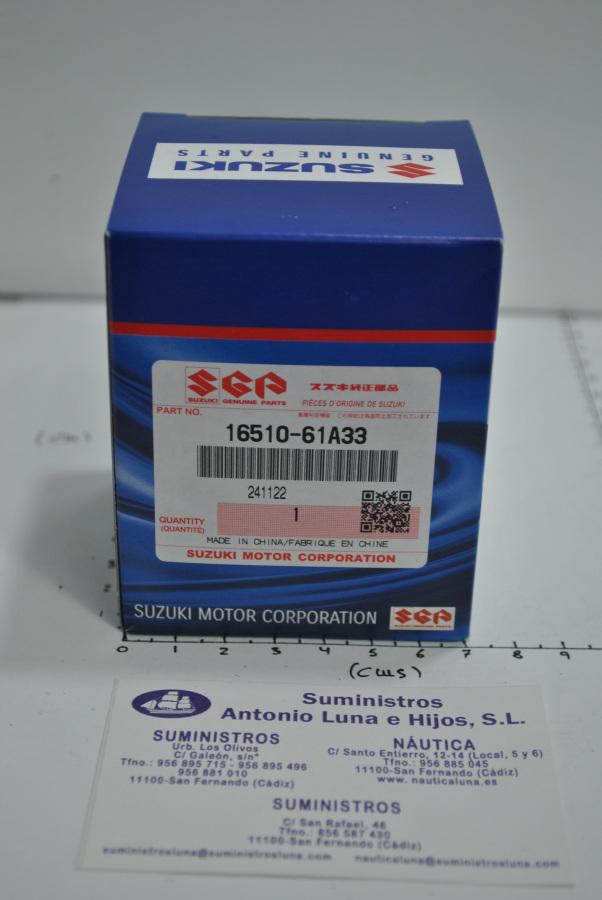 SUZUKI
GENUINE PARTS
SGP
SUZUKI GENUINE PARTS
スズキ純正部品
PIÈCES D'ORIGINE DE SUZUKI
PART NO.
16510-61A33
241122
QUANTITY
(QUANTITÉ)
1
MADE IN CHINA/FABRIQUE EN CHINE
SUZUKI MOTOR CORPORATION
SUZUKI MOTOR CORPORATION
SGP
SUZUKI GENUINE PARTS
0 1 2 3 4 5 6 7 8 9
(cms)
Suministros
Antonio Luna e Hijos, S.L.
SUMINISTROS
Urb. Los Olivos
C/ Galeón, s/nº
Tfno.: 956 895 715 - 956 895 496
956 881 010
11100-San Fernando (Cádiz)
NÁUTICA
C/ Santo Entierro, 12-14 (Local, 5 y 6)
Tfno.: 956 885 045
11100-San Fernando (Cádiz)
www. nauticaluna.es
SUMINISTROS
C/ San Rafael, 46
Tfno.: 856 587 430
11100-San Fernando (Cádiz)
suministrosluna@suministrosluna.com nauticaluna@suministrosluna.com